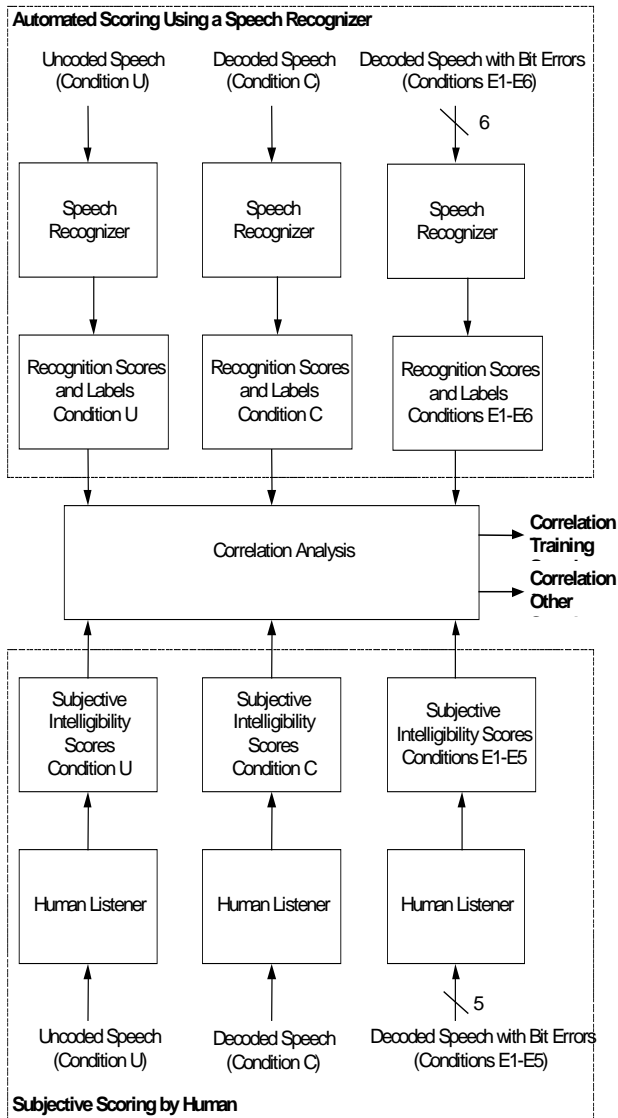 Automated Scoring Using a Speech Recognizer
Uncoded Speech
(Condition U)
Decoded Speech
(Condition C)
Decoded Speech with Bit Errors
(Conditions E1-E6)
6
Speech
Recognizer
Speech
Recognizer
Speech
Recognizer
Recognition Scores
and Labels
Condition U
Recognition Scores
and Labels
Condition C
Recognition Scores
and Labels
Conditions E1-E6
Correlation Analysis
Correlation
Training
Correlation
Other
Subjective
Intelligibility
Scores
Condition U
Subjective
Intelligibility
Scores
Condition C
Subjective
Intelligibility Scores
Conditions E1-E5
Human Listener
Human Listener
Human Listener
5
Uncoded Speech
(Condition U)
Decoded Speech
(Condition C)
Decoded Speech with Bit Errors
(Conditions E1-E5)
Subjective Scoring by Human